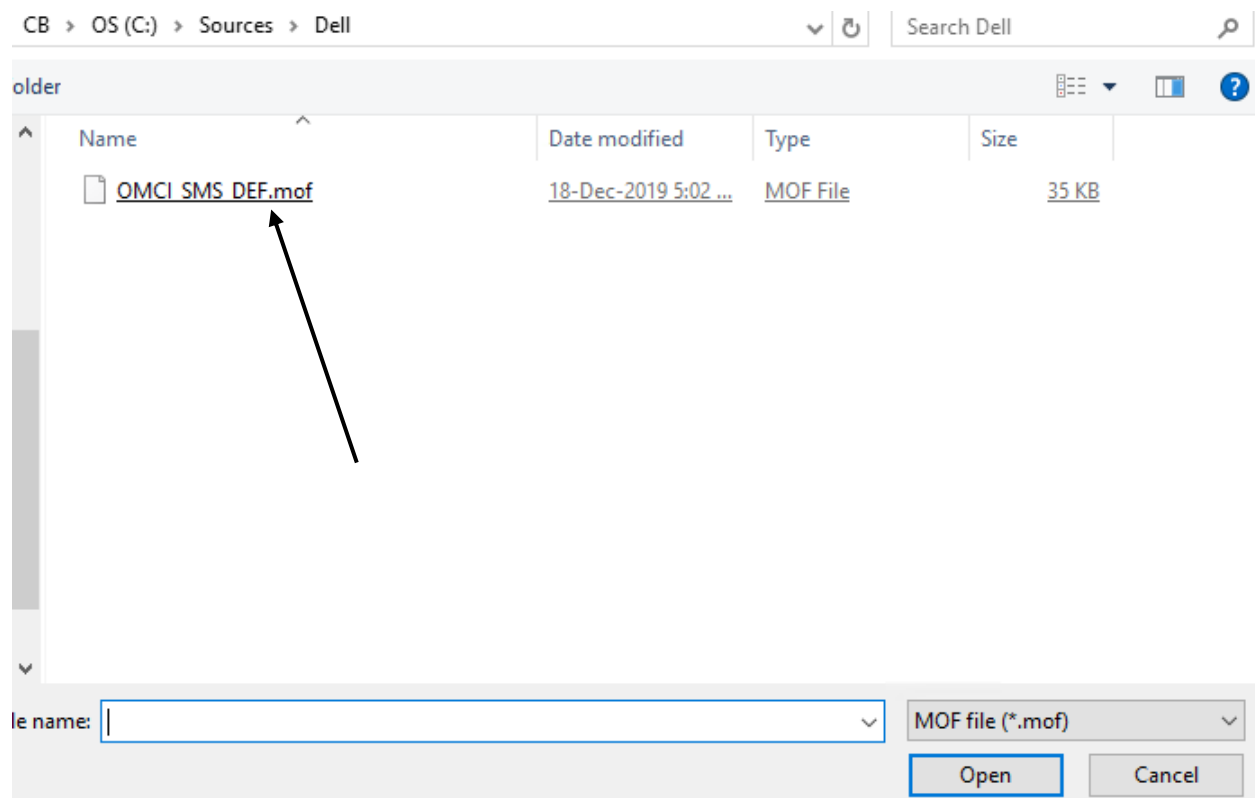 CB > OS (C:) > Sources > Dell Search Dell
older ?
Name Date modified Type Size
OMCI_SMS_DEF.mof 18-Dec-2019 5:02 ... MOF File 35 KB
le name: MOF file (*.mof)
Open Cancel